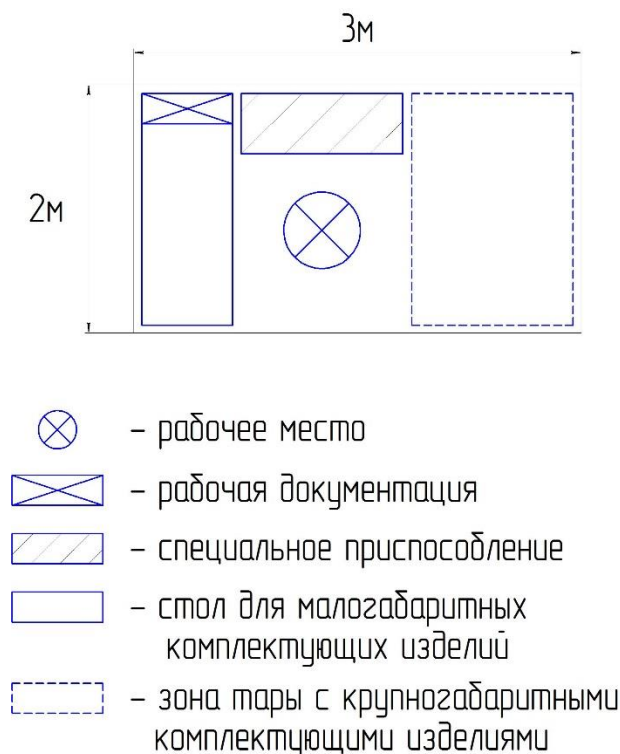 3м
2м
– рабочее место
– рабочая документация
– специальное приспособление
– стол для малогабаритных
комплектующих изделий
– зона тары с крупногабаритными
комплектующими изделиями